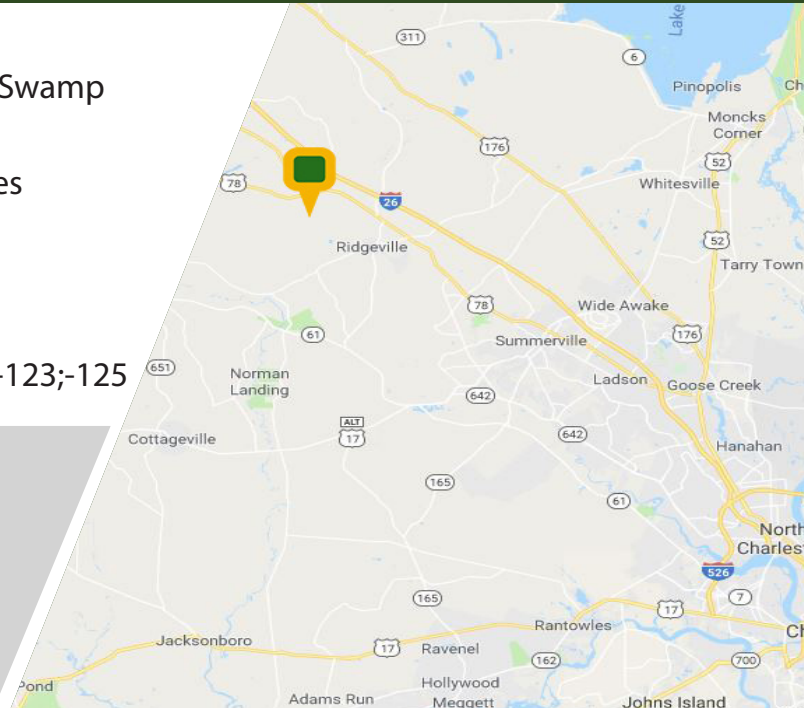 Swamp
es
-123;-125
Lake
311
6
Pinopolis
Ch
Moncks
Corner
176
52
Whitesville
78
26
52
Ridgeville
Tarry Town
78
Wide Awake
61
Summerville
176
651
Norman
Landing
Ladson
Goose Creek
642
ALT
17
Cottageville
642
Hanahan
165
61
North
Charles
526
165
7
17
Rantowles
Ch
Jacksonboro
17
Ravenel
162
700
Pond
Hollywood
Adams Run
Meggett
Johns Island